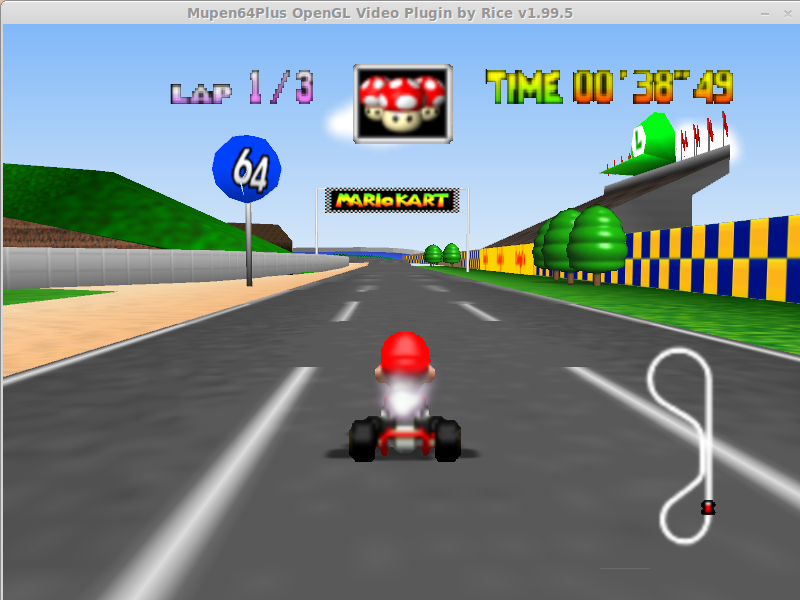 Mupen64Plus OpenGL Video Plugin by Rice v1.99.5
LAP 1/3
TIME 00'38"49
64
L
MARIO KART